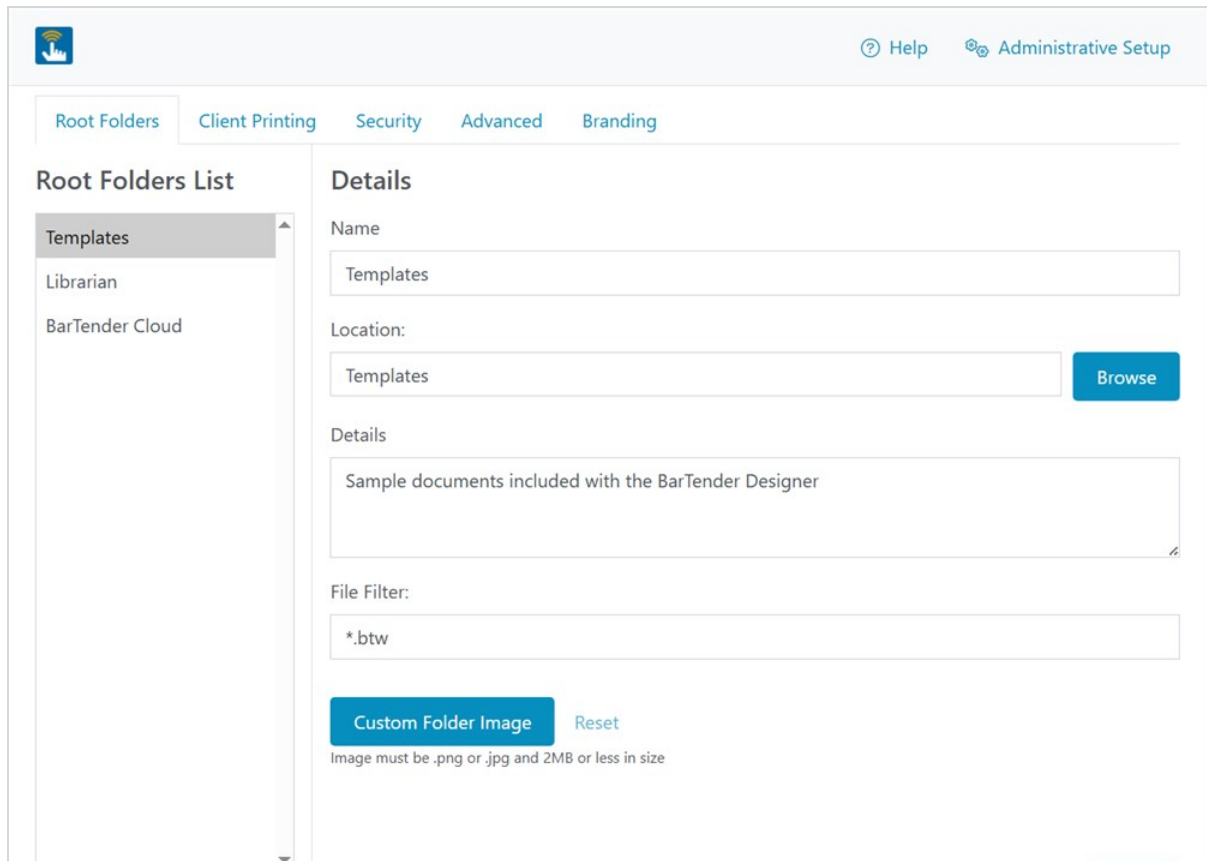 Help
Administrative Setup
Root Folders
Client Printing
Security
Advanced
Branding
Root Folders List
Templates
Librarian
BarTender Cloud
Details
Name
Templates
Location:
Templates
Browse
Details
Sample documents included with the BarTender Designer
File Filter:
*.btw
Custom Folder Image
Reset
Image must be .png or .jpg and 2MB or less in size